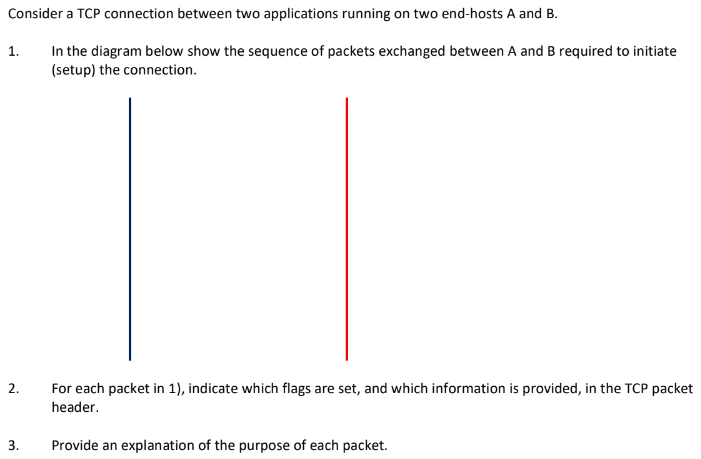 Consider a TCP connection between two applications running on two end-hosts A and B.
1. In the diagram below show the sequence of packets exchanged between A and B required to initiate
(setup) the connection.
2. For each packet in 1), indicate which flags are set, and which information is provided, in the TCP packet
header.
3. Provide an explanation of the purpose of each packet.